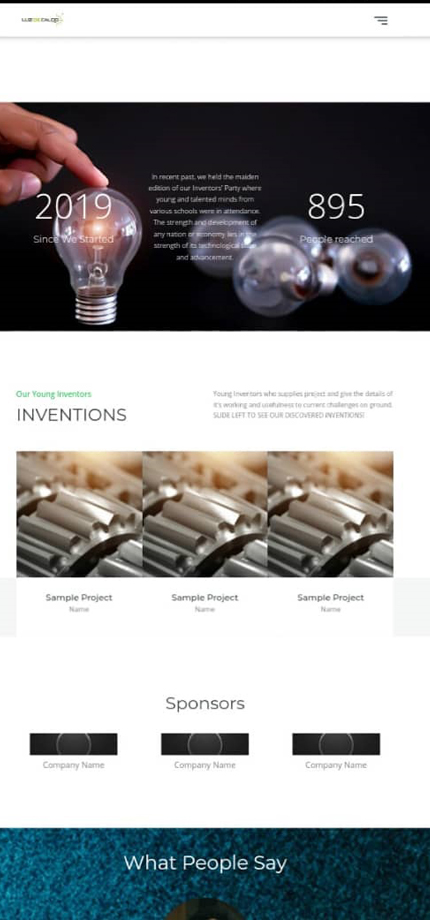 2019
Since We Started
In recent past, we held the maiden
edition of our Inventors' Party where
young and talented minds from
various schools were in attendance.
The strength and development of
any nation or economy lies in the
strength of its technological base
and advancement.
895
People reached
Our Young Inventors
INVENTIONS
Young Inventors who supplies project and give the details of
it's working and usefulness to current challenges on ground.
SLIDE LEFT TO SEE OUR DISCOVERED INVENTIONS!
Sample Project
Name
Sample Project
Name
Sample Project
Name
Sponsors
Company Name
Company Name
Company Name
What People Say